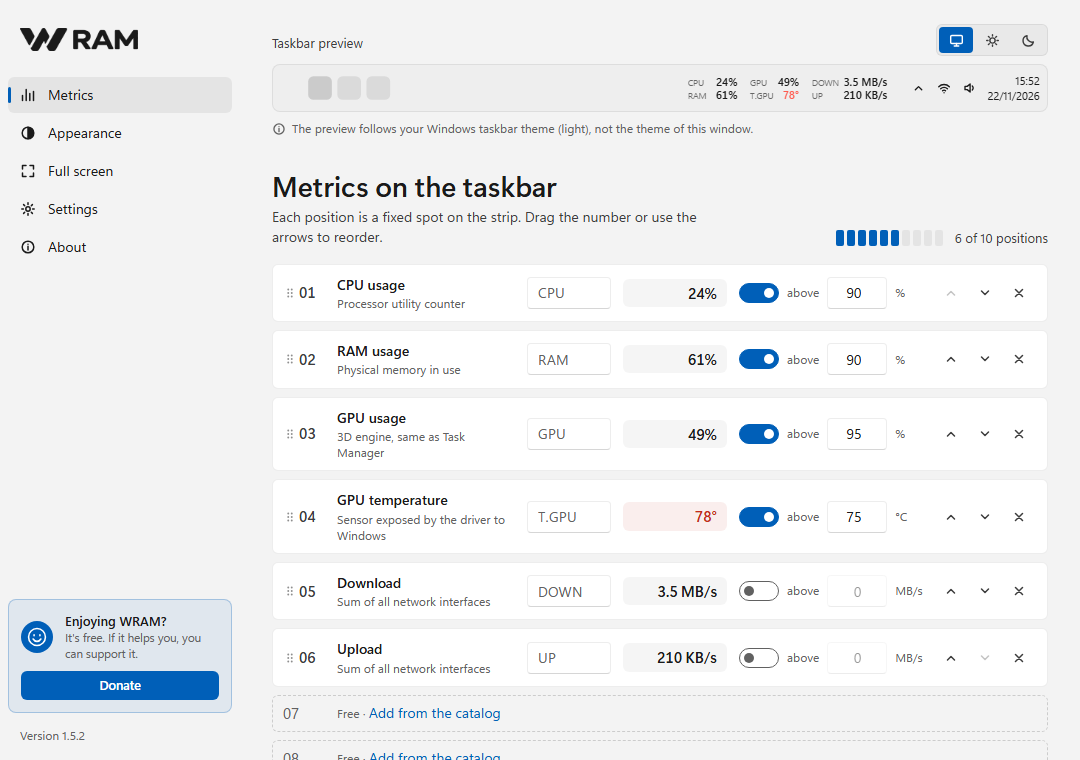 W RAM
Metrics
Appearance
Full screen
Settings
About
Enjoying WRAM?
It's free. If it helps you, you
can support it.
Donate
Version 1.5.2
Taskbar preview
CPU 24% GPU 49% DOWN 3.5 MB/s
RAM 61% T.GPU 78° UP 210 KB/s
15:52
22/11/2026
The preview follows your Windows taskbar theme (light), not the theme of this window.
Metrics on the taskbar
Each position is a fixed spot on the strip. Drag the number or use the
arrows to reorder.
6 of 10 positions
01 CPU usage CPU 24% above 90 %
Processor utility counter
02 RAM usage RAM 61% above 90 %
Physical memory in use
03 GPU usage GPU 49% above 95 %
3D engine, same as Task
Manager
04 GPU temperature T.GPU 78° above 75 °C
Sensor exposed by the driver to
Windows
05 Download DOWN 3.5 MB/s above 0 MB/s
Sum of all network interfaces
06 Upload UP 210 KB/s above 0 MB/s
Sum of all network interfaces
07 Free · Add from the catalog
08 Free · Add from the catalog